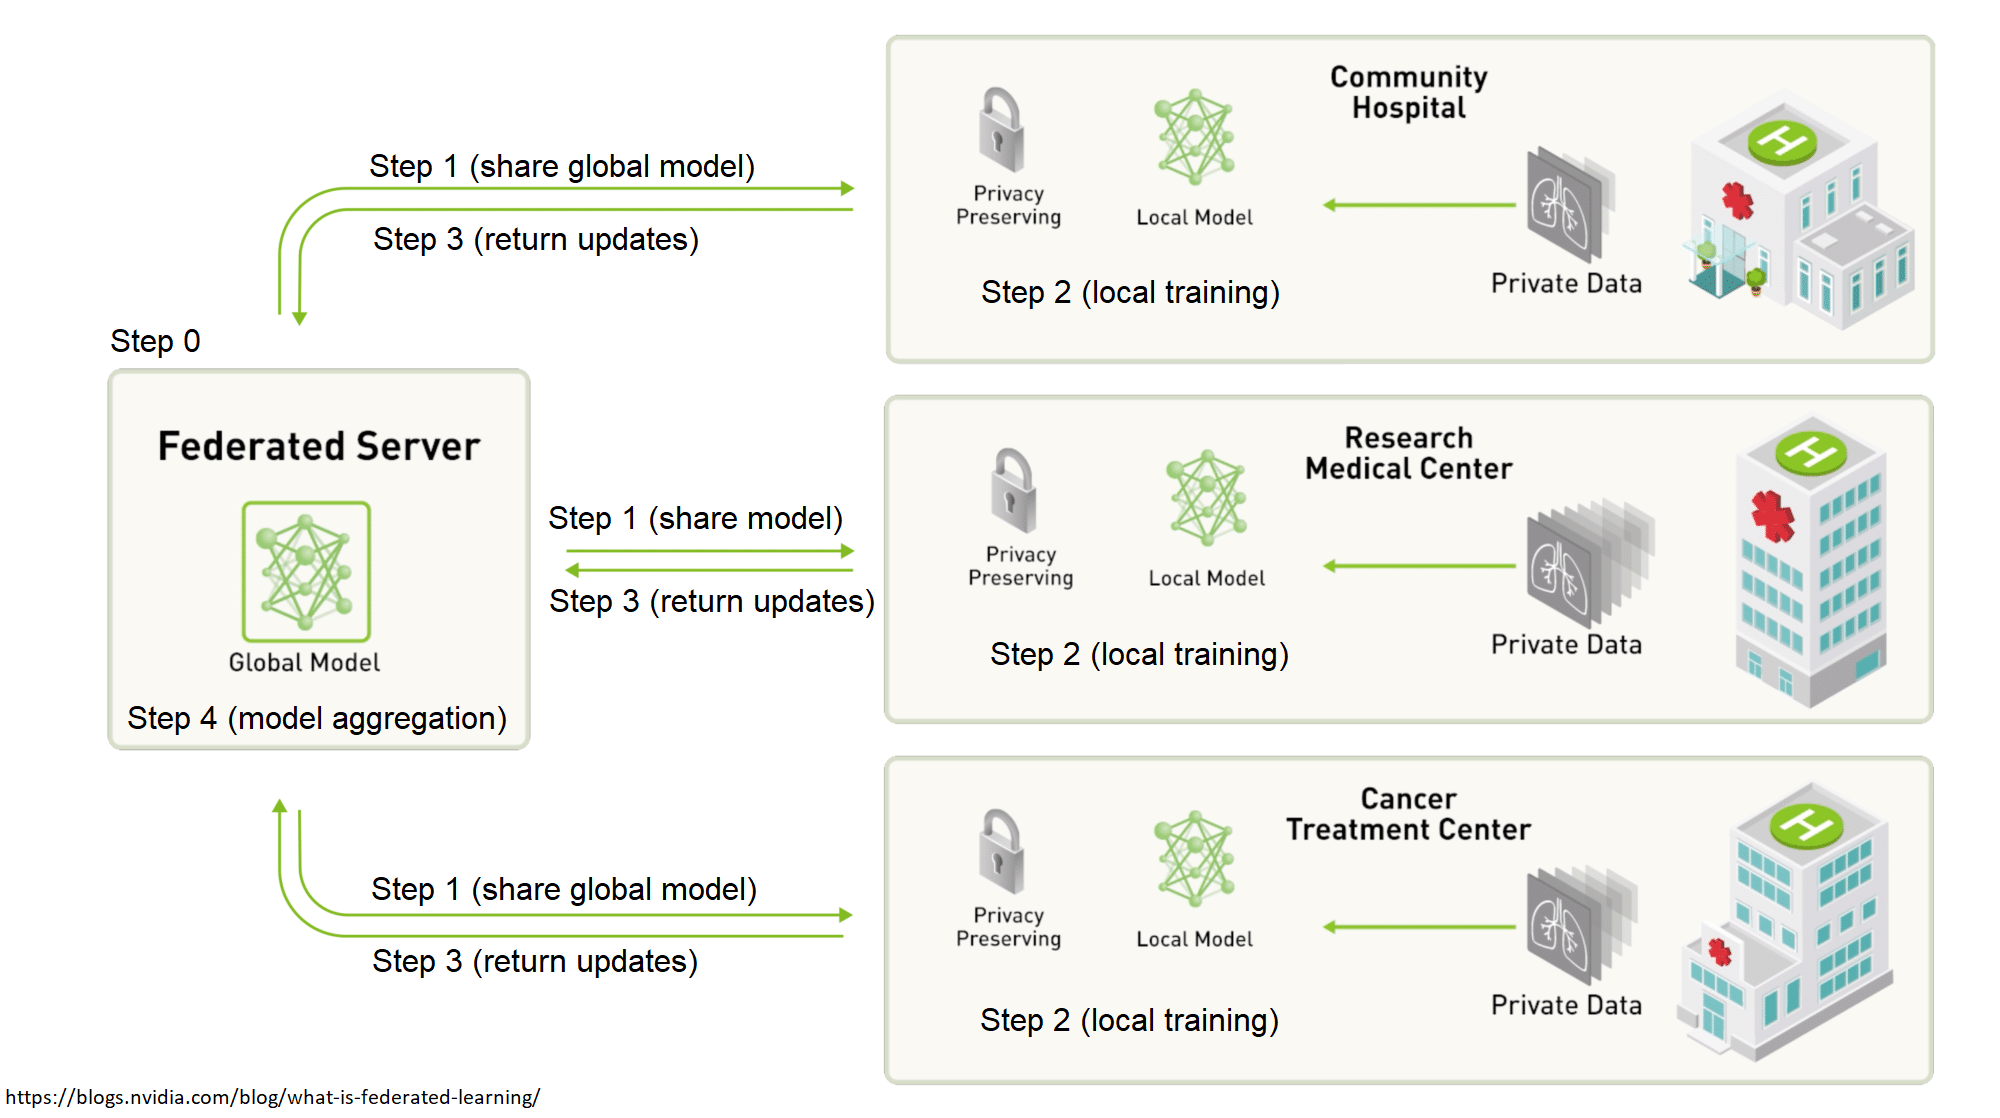 Community
Hospital
Privacy
Preserving
Local Model
Private Data
Step 2 (local training)
Step 1 (share global model)
Step 3 (return updates)
Step 0
Federated Server
Global Model
Step 4 (model aggregation)
Step 1 (share model)
Step 3 (return updates)
Research
Medical Center
Privacy
Preserving
Local Model
Private Data
Step 2 (local training)
Step 1 (share global model)
Step 3 (return updates)
Cancer
Treatment Center
Privacy
Preserving
Local Model
Private Data
Step 2 (local training)
H
H
H
https://blogs.nvidia.com/blog/what-is-federated-learning/